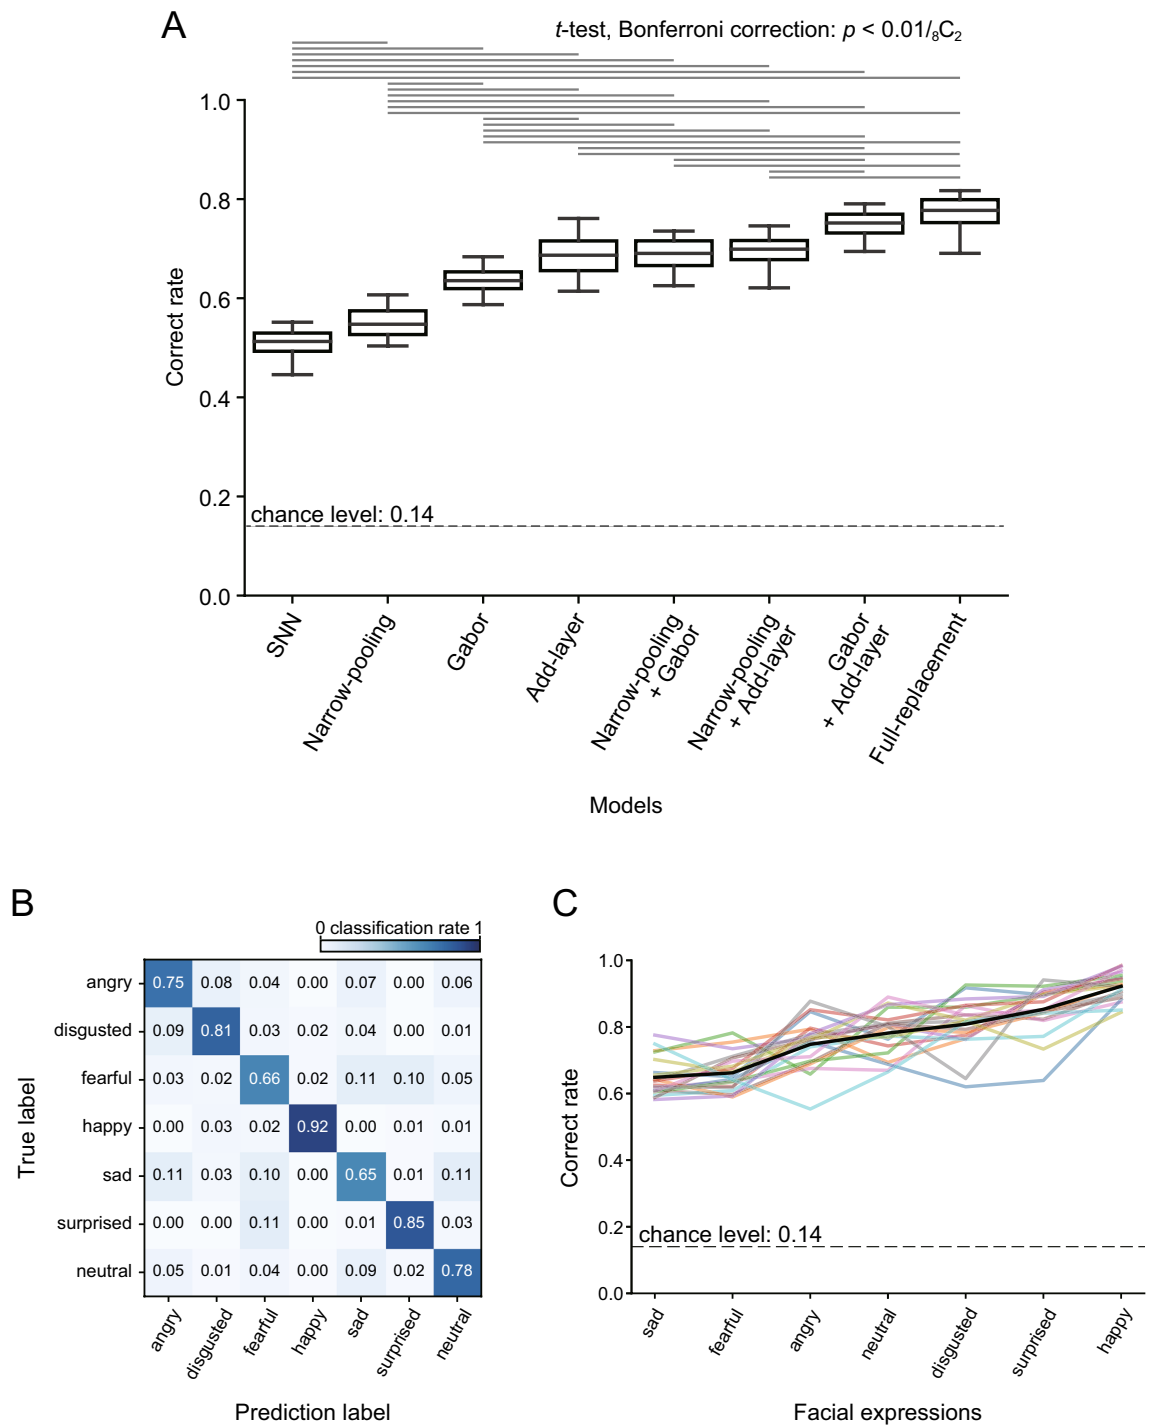 A
t-test, Bonferroni correction: p < 0.01/₈C₂
1.0
0.8
0.6
0.4
0.2
0.0
Correct rate
chance level: 0.14
SNN
Narrow-pooling
Gabor
Add-layer
Narrow-pooling
+ Gabor
Narrow-pooling
+ Add-layer
Gabor
+ Add-layer
Full-replacement
Models
B
0 classification rate 1
True label
angry 0.75 0.08 0.04 0.00 0.07 0.00 0.06
disgusted 0.09 0.81 0.03 0.02 0.04 0.00 0.01
fearful 0.03 0.02 0.66 0.02 0.11 0.10 0.05
happy 0.00 0.03 0.02 0.92 0.00 0.01 0.01
sad 0.11 0.03 0.10 0.00 0.65 0.01 0.11
surprised 0.00 0.00 0.11 0.00 0.01 0.85 0.03
neutral 0.05 0.01 0.04 0.00 0.09 0.02 0.78
angry disgusted fearful happy sad surprised neutral
Prediction label
C
1.0
0.8
0.6
0.4
0.2
0.0
Correct rate
chance level: 0.14
sad fearful angry neutral disgusted surprised happy
Facial expressions